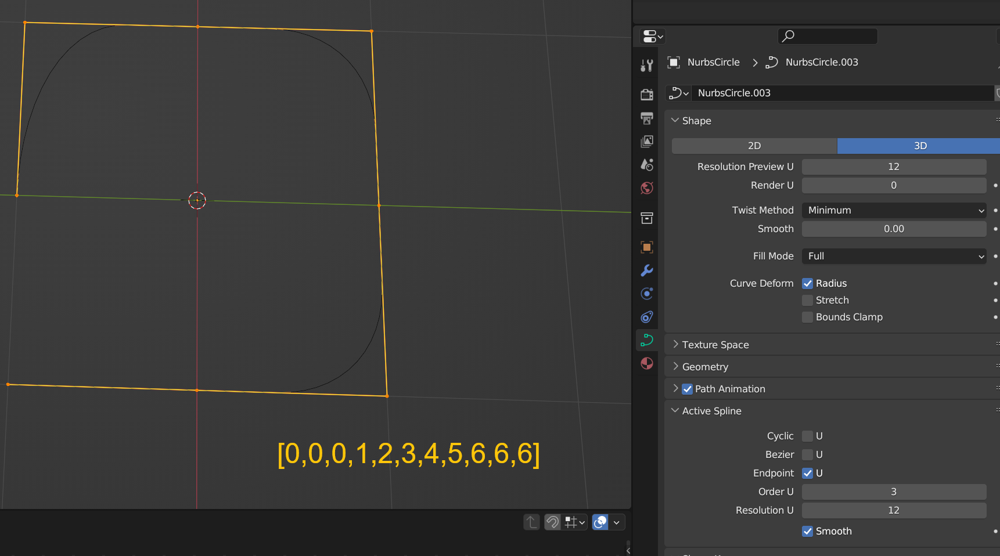 NurbsCircle > NurbsCircle.003
NurbsCircle.003
Shape
2D 3D
Resolution Preview U 12
Render U 0
Twist Method Minimum
Smooth 0.00
Fill Mode Full
Curve Deform Radius
Stretch
Bounds Clamp
Texture Space
Geometry
Path Animation
Active Spline
Cyclic U
Bezier U
Endpoint U
Order U 3
Resolution U 12
Smooth
[0,0,0,1,2,3,4,5,6,6,6]